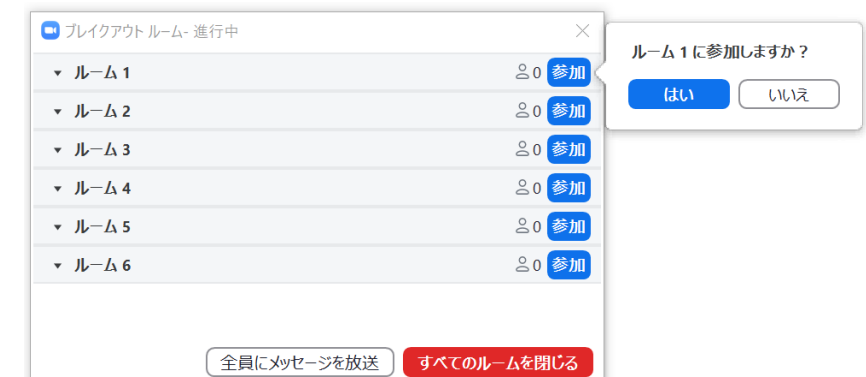 ブレイクアウト ルーム- 進行中
ルーム 1 0 参加
ルーム 2 0 参加
ルーム 3 0 参加
ルーム 4 0 参加
ルーム 5 0 参加
ルーム 6 0 参加
全員にメッセージを放送 すべてのルームを閉じる
ルーム 1 に参加しますか？
はい いいえ